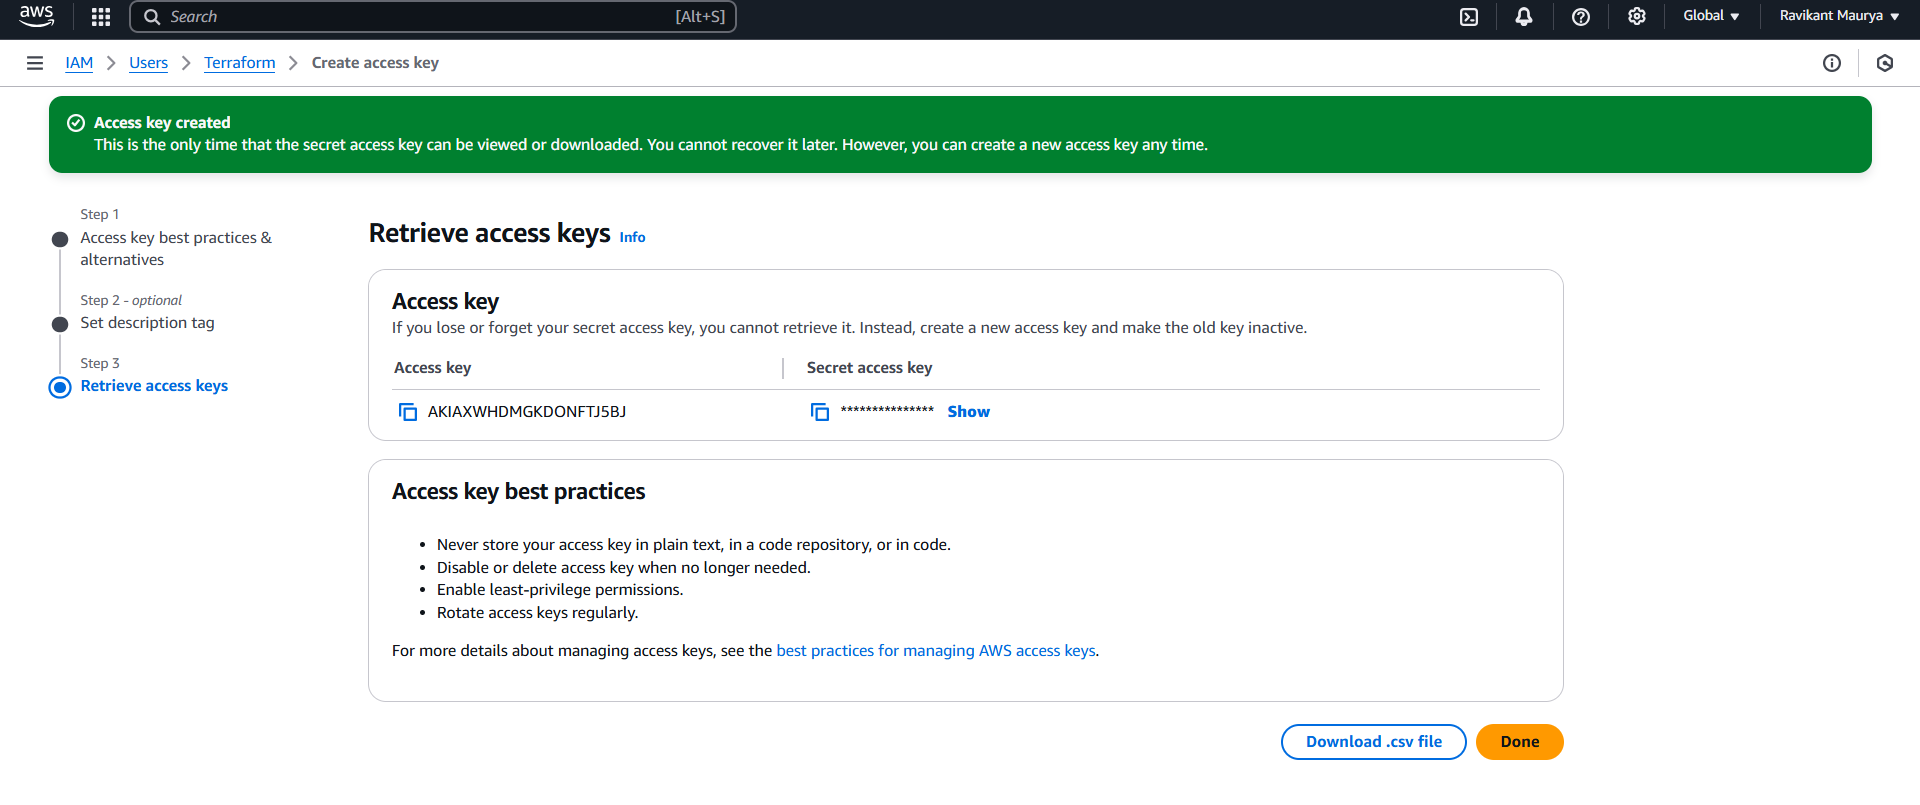 aws
Search [Alt+S]
Global
Ravikant Maurya
IAM > Users > Terraform > Create access key
Access key created
This is the only time that the secret access key can be viewed or downloaded. You cannot recover it later. However, you can create a new access key any time.
Step 1
Access key best practices &
alternatives
Step 2 - optional
Set description tag
Step 3
Retrieve access keys
Retrieve access keys Info
Access key
If you lose or forget your secret access key, you cannot retrieve it. Instead, create a new access key and make the old key inactive.
Access key
Secret access key
AKIAXWHDMGKDONFTJ5BJ
*************** Show
Access key best practices
• Never store your access key in plain text, in a code repository, or in code.
• Disable or delete access key when no longer needed.
• Enable least-privilege permissions.
• Rotate access keys regularly.
For more details about managing access keys, see the best practices for managing AWS access keys.
Download .csv file
Done